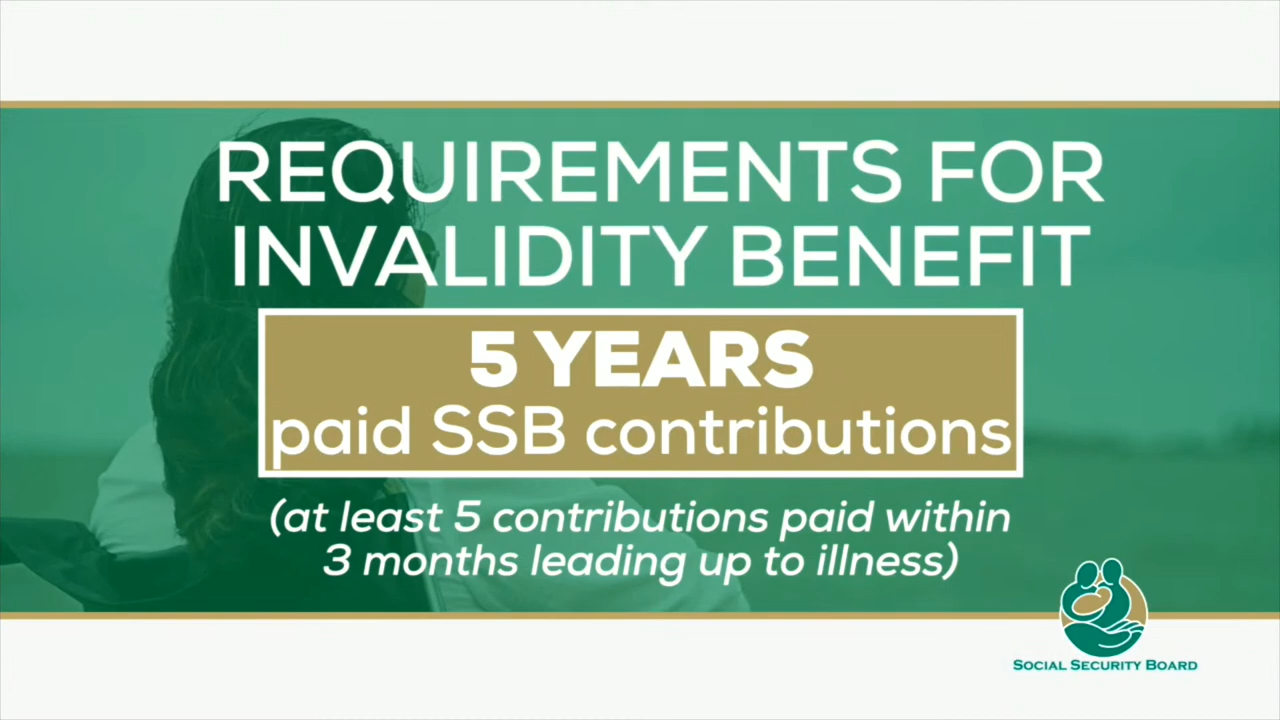 REQUIREMENTS FOR
INVALIDITY BENEFIT
5 YEARS
paid SSB contributions
(at least 5 contributions paid within
3 months leading up to illness)
SOCIAL SECURITY BOARD